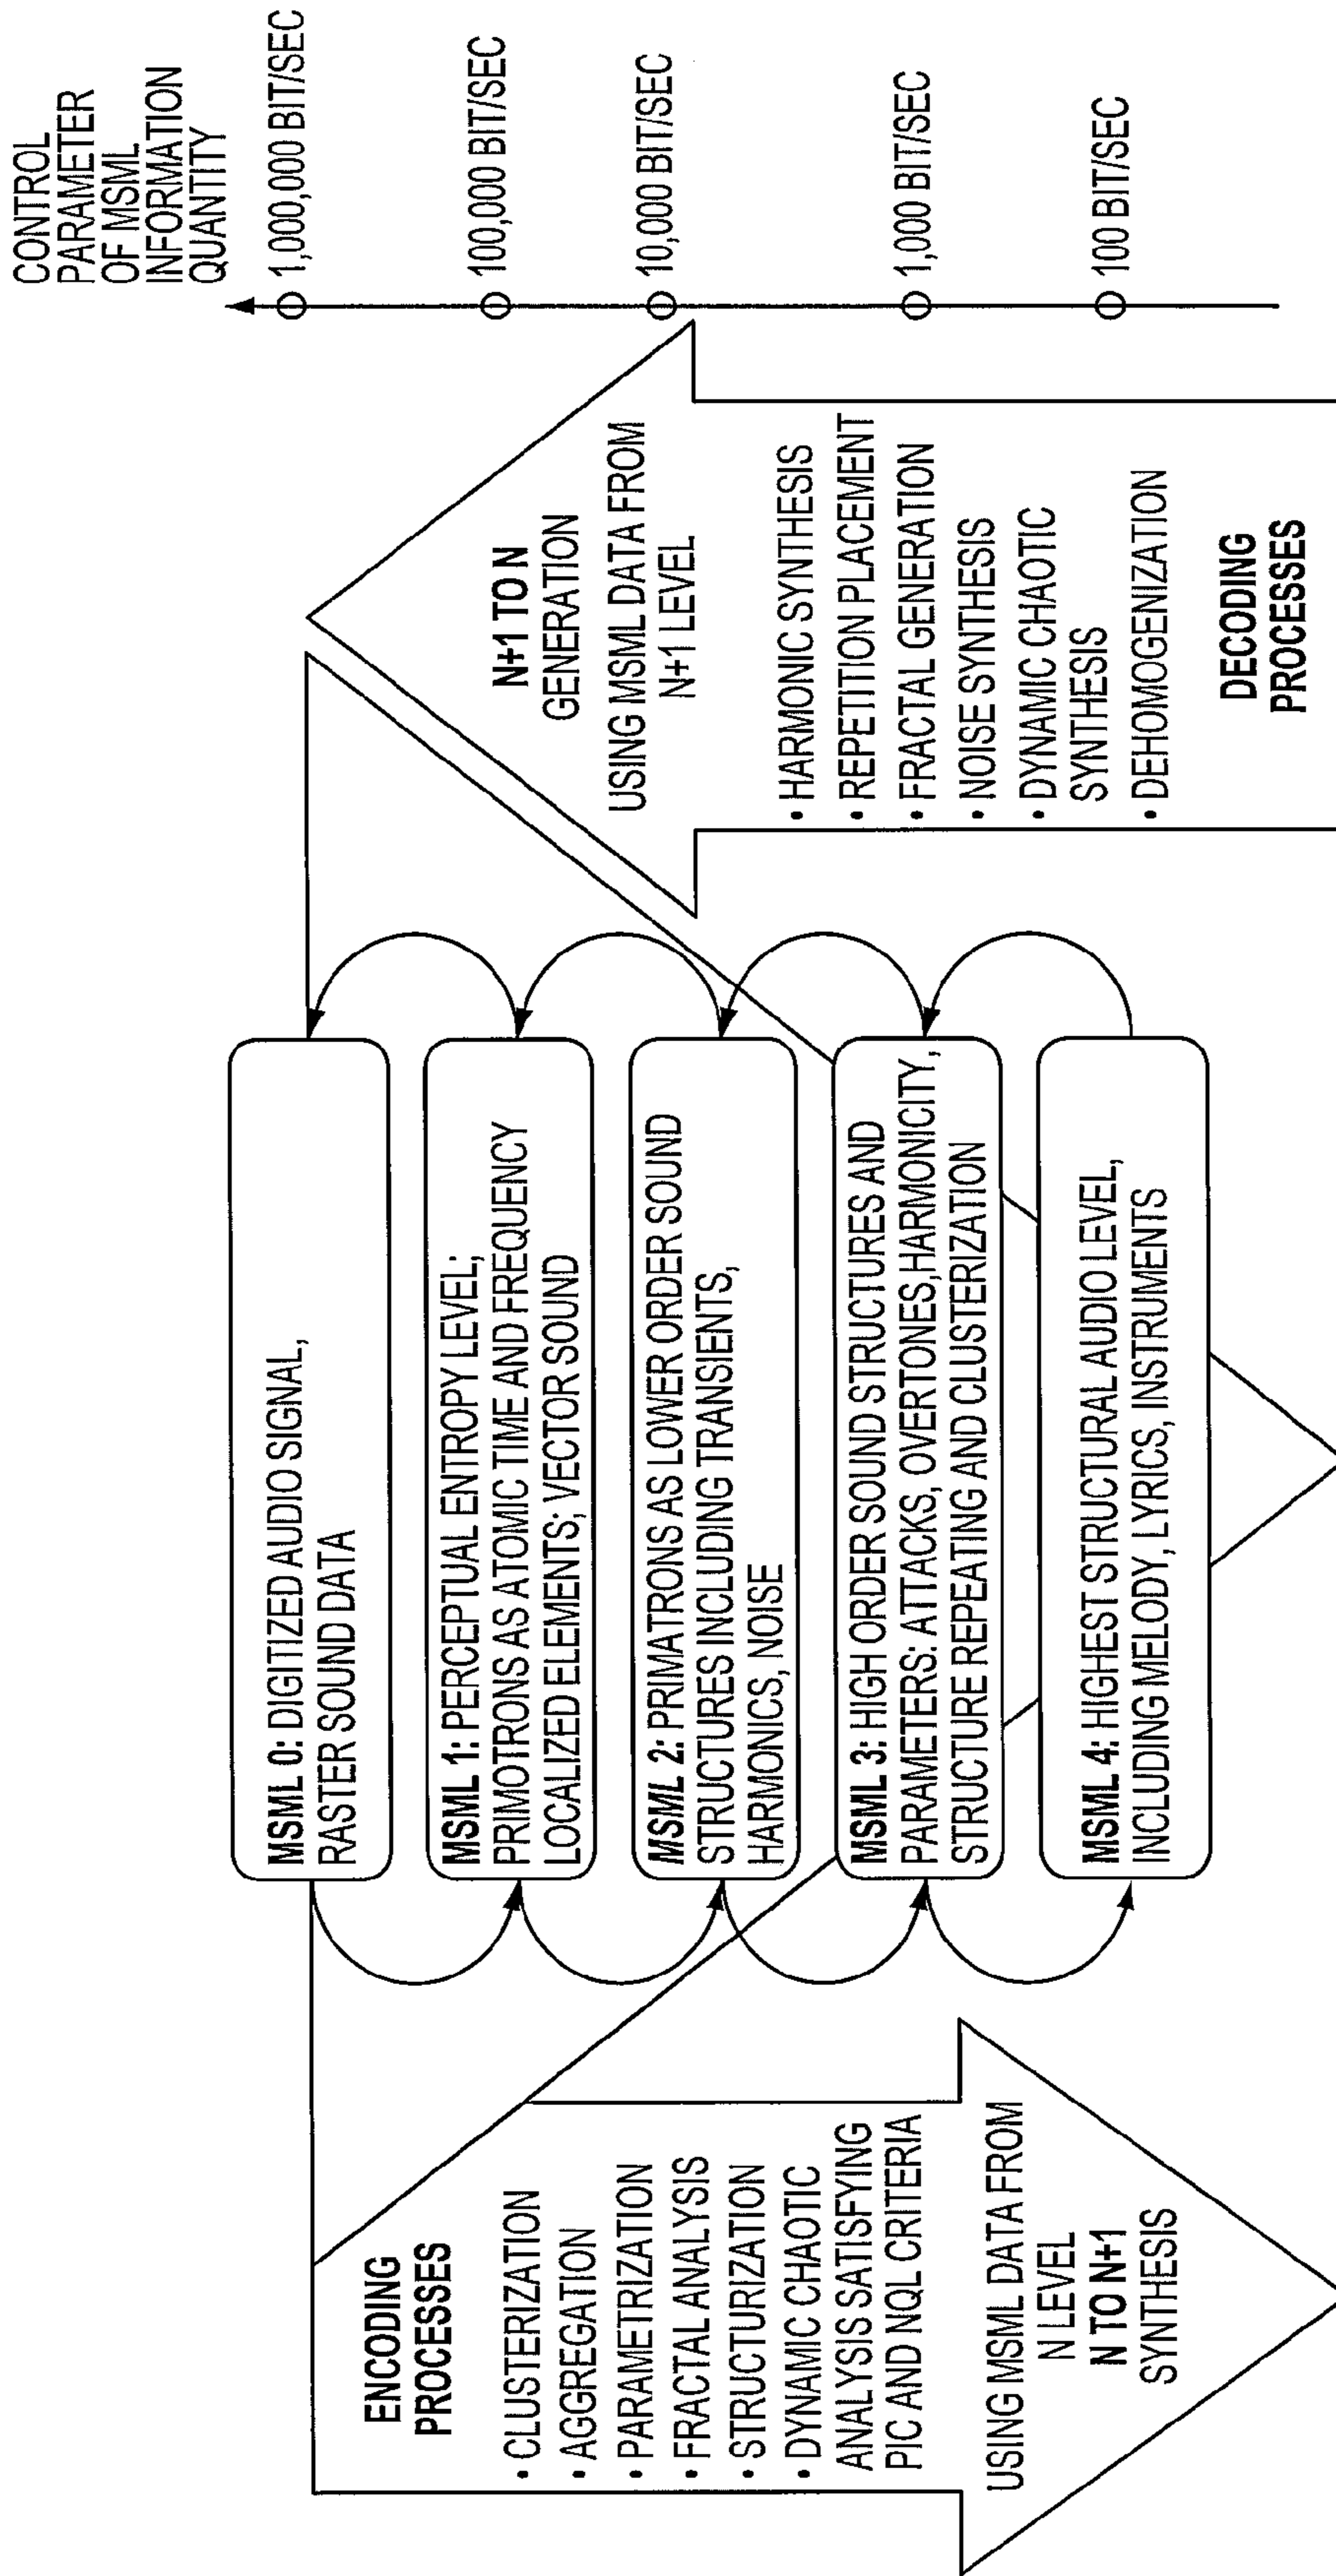 ENCODING
PROCESSES
• CLUSTERIZATION
• AGGREGATION
• PARAMETRIZATION
• FRACTAL ANALYSIS
• STRUCTURIZATION
• DYNAMIC CHAOTIC
ANALYSIS SATISFYING
PIC AND NQL CRITERIA
USING MSML DATA FROM
N LEVEL
N TO N+1
SYNTHESIS
MSML 0: DIGITIZED AUDIO SIGNAL,
RASTER SOUND DATA
MSML 1: PERCEPTUAL ENTROPY LEVEL;
PRIMOTRONS AS ATOMIC TIME AND FREQUENCY
LOCALIZED ELEMENTS; VECTOR SOUND
MSML 2: PRIMATRONS AS LOWER ORDER SOUND
STRUCTURES INCLUDING TRANSIENTS,
HARMONICS, NOISE
MSML 3: HIGH ORDER SOUND STRUCTURES AND
PARAMETERS: ATTACKS, OVERTONES,HARMONICITY,
STRUCTURE REPEATING AND CLUSTERIZATION
MSML 4: HIGHEST STRUCTURAL AUDIO LEVEL,
INCLUDING MELODY, LYRICS, INSTRUMENTS
N+1 TO N
GENERATION
USING MSML DATA FROM
N+1 LEVEL
• HARMONIC SYNTHESIS
• REPETITION PLACEMENT
• FRACTAL GENERATION
• NOISE SYNTHESIS
• DYNAMIC CHAOTIC
SYNTHESIS
• DEHOMOGENIZATION
DECODING
PROCESSES
CONTROL
PARAMETER
OF MSML
INFORMATION
QUANTITY
1,000,000 BIT/SEC
100,000 BIT/SEC
10,000 BIT/SEC
1,000 BIT/SEC
100 BIT/SEC